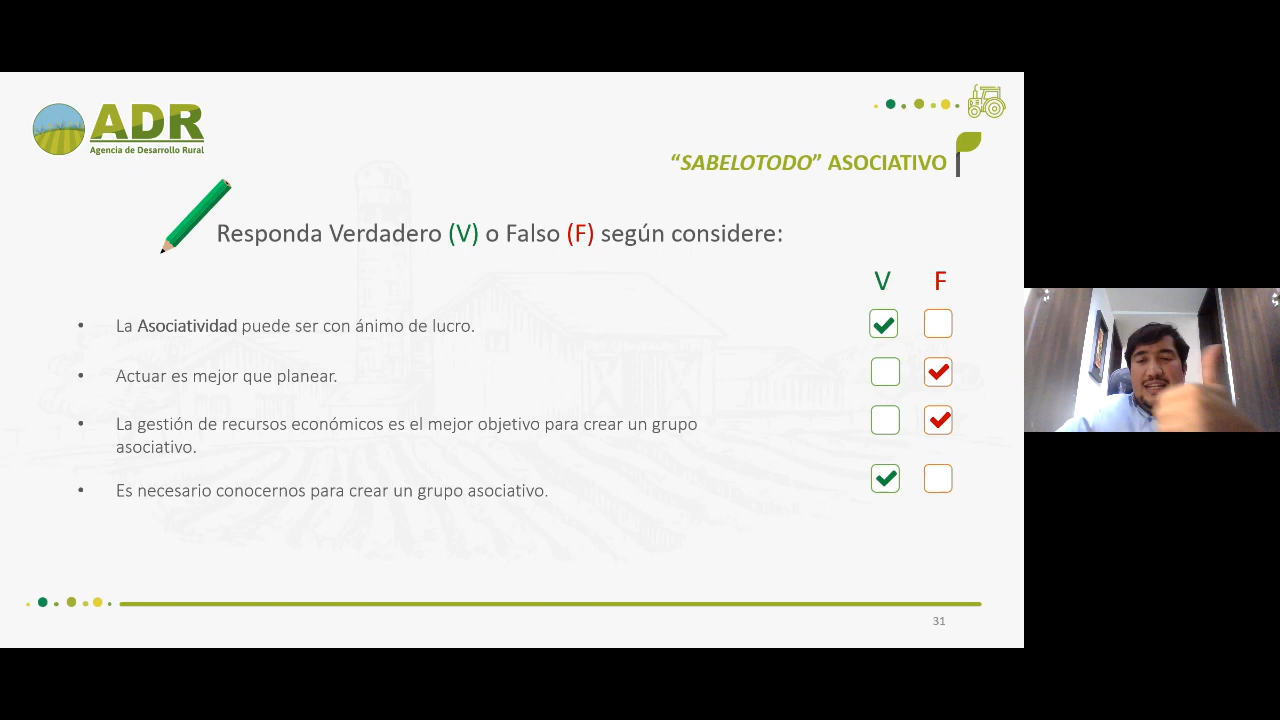 ADR
Agencia de Desarrollo Rural
“SABELOTODO” ASOCIATIVO
Responda Verdadero (V) o Falso (F) según considere:
V F
• La Asociatividad puede ser con ánimo de lucro.
• Actuar es mejor que planear.
• La gestión de recursos económicos es el mejor objetivo para crear un grupo
asociativo.
• Es necesario conocernos para crear un grupo asociativo.
31